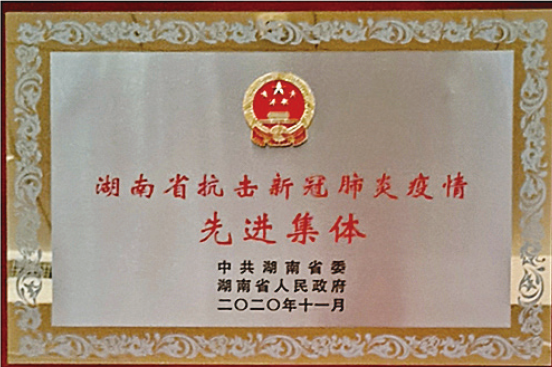 湖南省抗击新冠肺炎疫情
先进集体
中共湖南省委
湖南省人民政府
二〇二〇年十一月